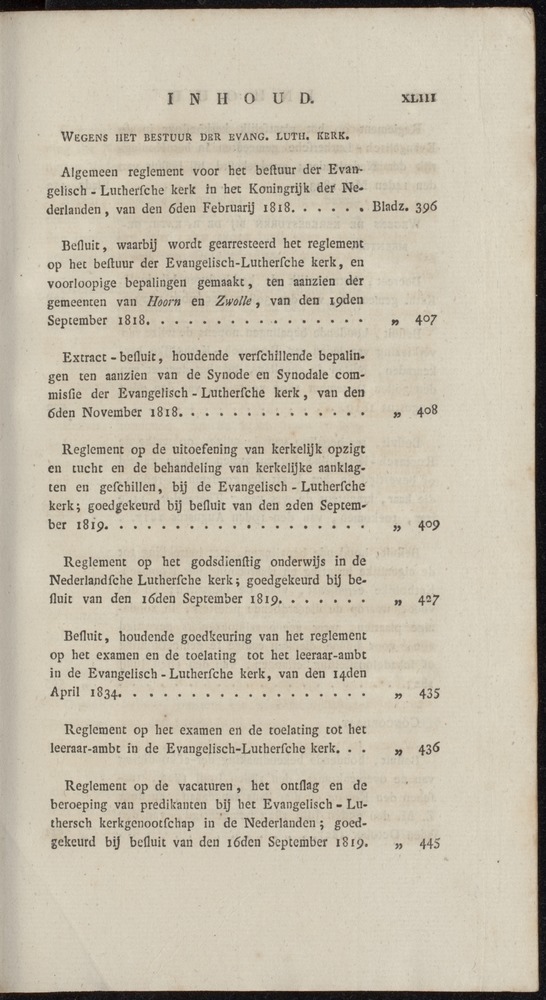 INHOUD. XLIII
WEGENS HET BESTUUR DER EVANG. LUTH. KERK.
Algemeen reglement voor het beſtuur der Evan-
gelisch - Lutherſche kerk in het Koningrijk der Ne-
derlanden, van den 6den Februarij 1818. . . . . . Bladz. 396
Beſluit, waarbij wordt gearresteerd het reglement
op het beſtuur der Evangelisch-Lutherſche kerk, en
voorloopige bepalingen gemaakt, ten aanzien der
gemeenten van Hoorn en Zwolle, van den 19den
September 1818. . . . . . . . . . . . . . . . „ 407
Extract - beſluit, houdende verſchillende bepalin-
gen ten aanzien van de Synode en Synodale com-
misſie der Evangelisch - Lutherſche kerk, van den
6den November 1818. . . . . . . . . . . . . . „ 408
Reglement op de uitoefening van kerkelijk opzigt
en tucht en de behandeling van kerkelijke aanklag-
ten en geſchillen, bij de Evangelisch - Lutherſche
kerk; goedgekeurd bij beſluit van den 2den Septem-
ber 1819. . . . . . . . . . . . . . . . . . . „ 409
Reglement op het godsdienſtig onderwijs in de
Nederlandſche Lutherſche kerk; goedgekeurd bij be-
ſluit van den 16den September 1819. . . . . . . „ 427
Beſluit, houdende goedkeuring van het reglement
op het examen en de toelating tot het leeraar-ambt
in de Evangelisch - Lutherſche kerk, van den 14den
April 1834. . . . . . . . . . . . . . . . . . „ 435
Reglement op het examen en de toelating tot het
leeraar-ambt in de Evangelisch-Lutherſche kerk. . . „ 436
Reglement op de vacaturen, het ontſlag en de
beroeping van predikanten bij het Evangelisch - Lu-
thersch kerkgenootſchap in de Nederlanden; goed-
gekeurd bij beſluit van den 16den September 1819. „ 445